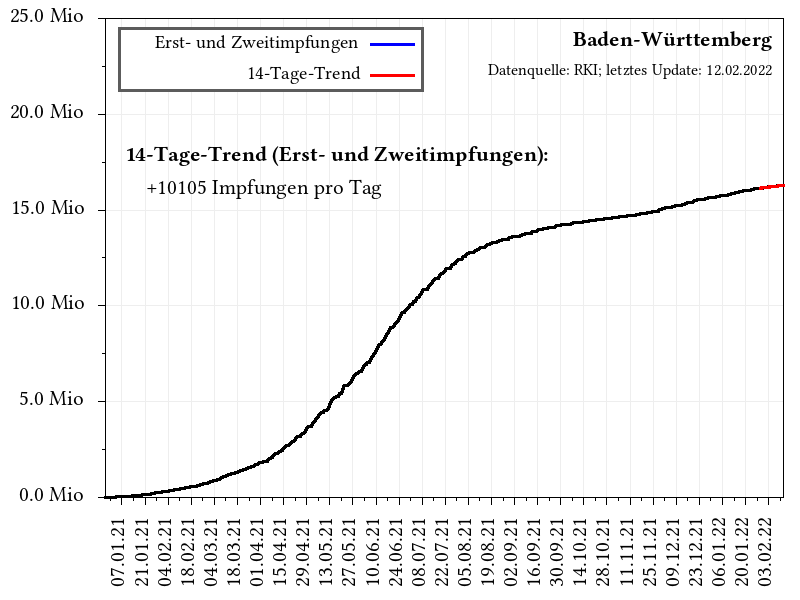 25.0 Mio
20.0 Mio
15.0 Mio
10.0 Mio
5.0 Mio
0.0 Mio
Erst- und Zweitimpfungen
14-Tage-Trend
Baden-Württemberg
Datenquelle: RKI; letztes Update: 12.02.2022
14-Tage-Trend (Erst- und Zweitimpfungen):
+10105 Impfungen pro Tag
07.01.21
21.01.21
04.02.21
18.02.21
04.03.21
18.03.21
01.04.21
15.04.21
29.04.21
13.05.21
27.05.21
10.06.21
24.06.21
08.07.21
22.07.21
05.08.21
19.08.21
02.09.21
16.09.21
30.09.21
14.10.21
28.10.21
11.11.21
25.11.21
09.12.21
23.12.21
06.01.22
20.01.22
03.02.22